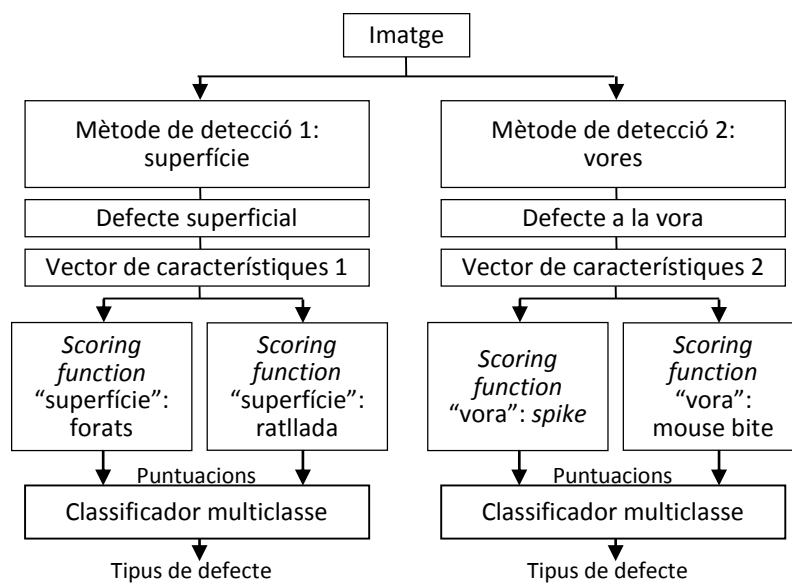 Imatge
Mètode de detecció 1:
superfície
Defecte superficial
Vector de característiques 1
Scoring
function
“superfície”:
forats
Scoring
function
“superfície”:
ratllada
Puntuacions
Classificador multiclasse
Tipus de defecte
Mètode de detecció 2:
vores
Defecte a la vora
Vector de característiques 2
Scoring
function
“vora”: spike
Scoring
function
“vora”:
mouse bite
Puntuacions
Classificador multiclasse
Tipus de defecte